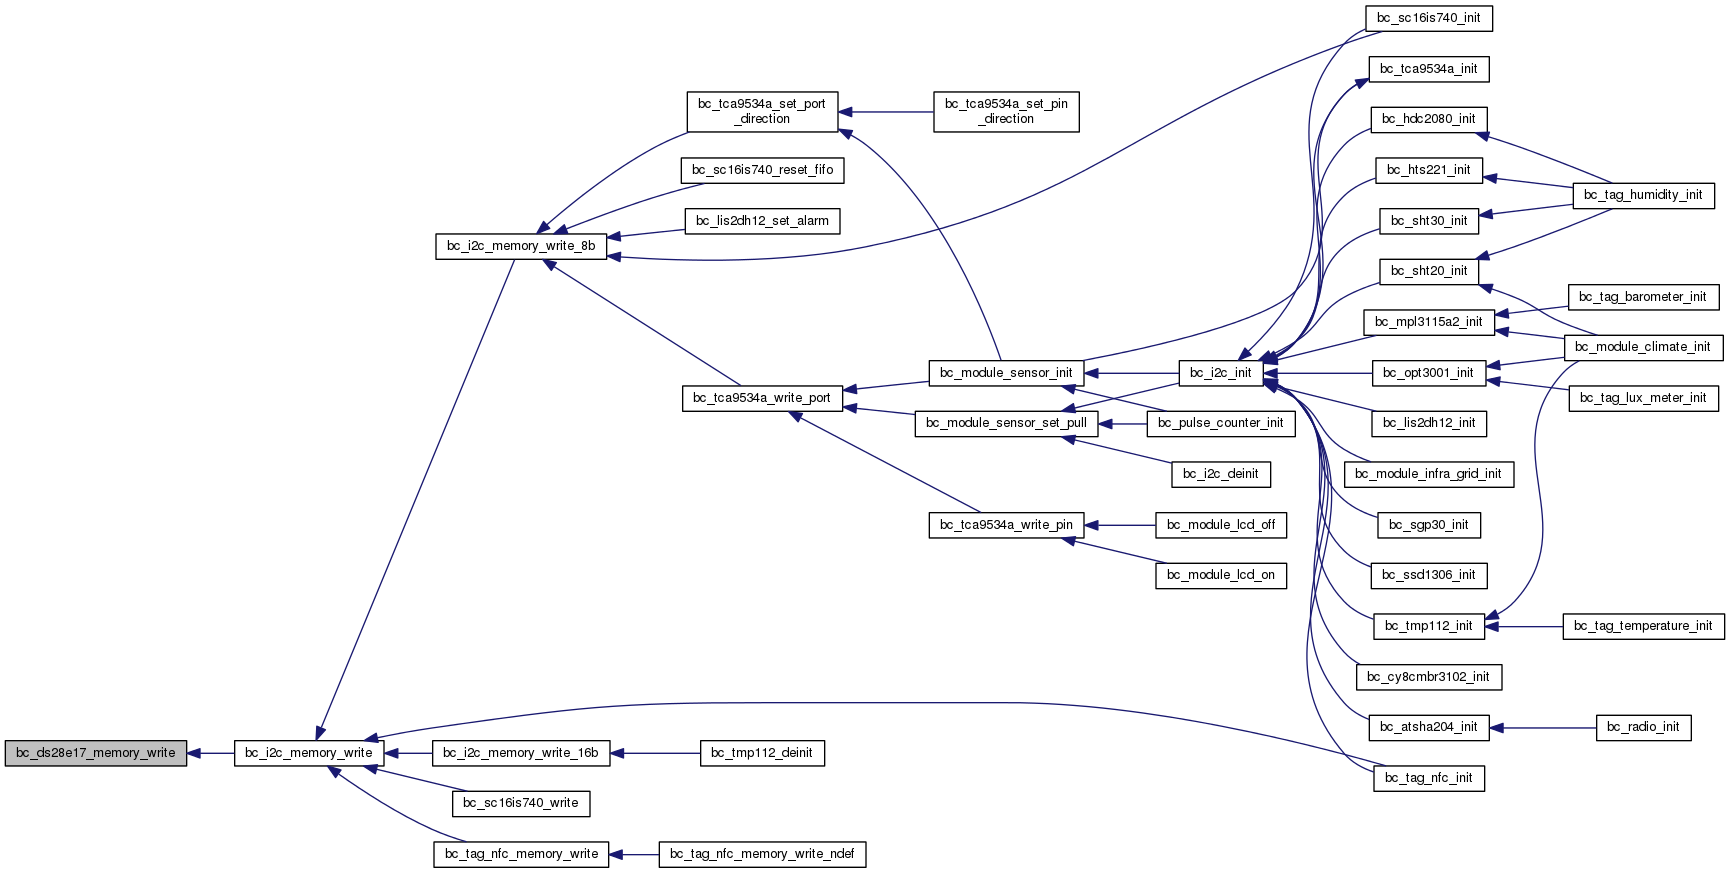 bc_sc16is740_init
bc_tca9534a_init
bc_tca9534a_set_port
_direction
bc_tca9534a_set_pin
_direction
bc_hdc2080_init
bc_sc16is740_reset_fifo
bc_hts221_init
bc_tag_humidity_init
bc_lis2dh12_set_alarm
bc_sht30_init
bc_i2c_memory_write_8b
bc_sht20_init
bc_tag_barometer_init
bc_mpl3115a2_init
bc_module_climate_init
bc_module_sensor_init
bc_i2c_init
bc_opt3001_init
bc_tca9534a_write_port
bc_tag_lux_meter_init
bc_module_sensor_set_pull
bc_pulse_counter_init
bc_lis2dh12_init
bc_i2c_deinit
bc_module_infra_grid_init
bc_tca9534a_write_pin
bc_module_lcd_off
bc_sgp30_init
bc_module_lcd_on
bc_ssd1306_init
bc_tmp112_init
bc_tag_temperature_init
bc_cy8cmbr3102_init
bc_atsha204_init
bc_radio_init
bc_ds28e17_memory_write
bc_i2c_memory_write
bc_i2c_memory_write_16b
bc_tmp112_deinit
bc_tag_nfc_init
bc_sc16is740_write
bc_tag_nfc_memory_write
bc_tag_nfc_memory_write_ndef